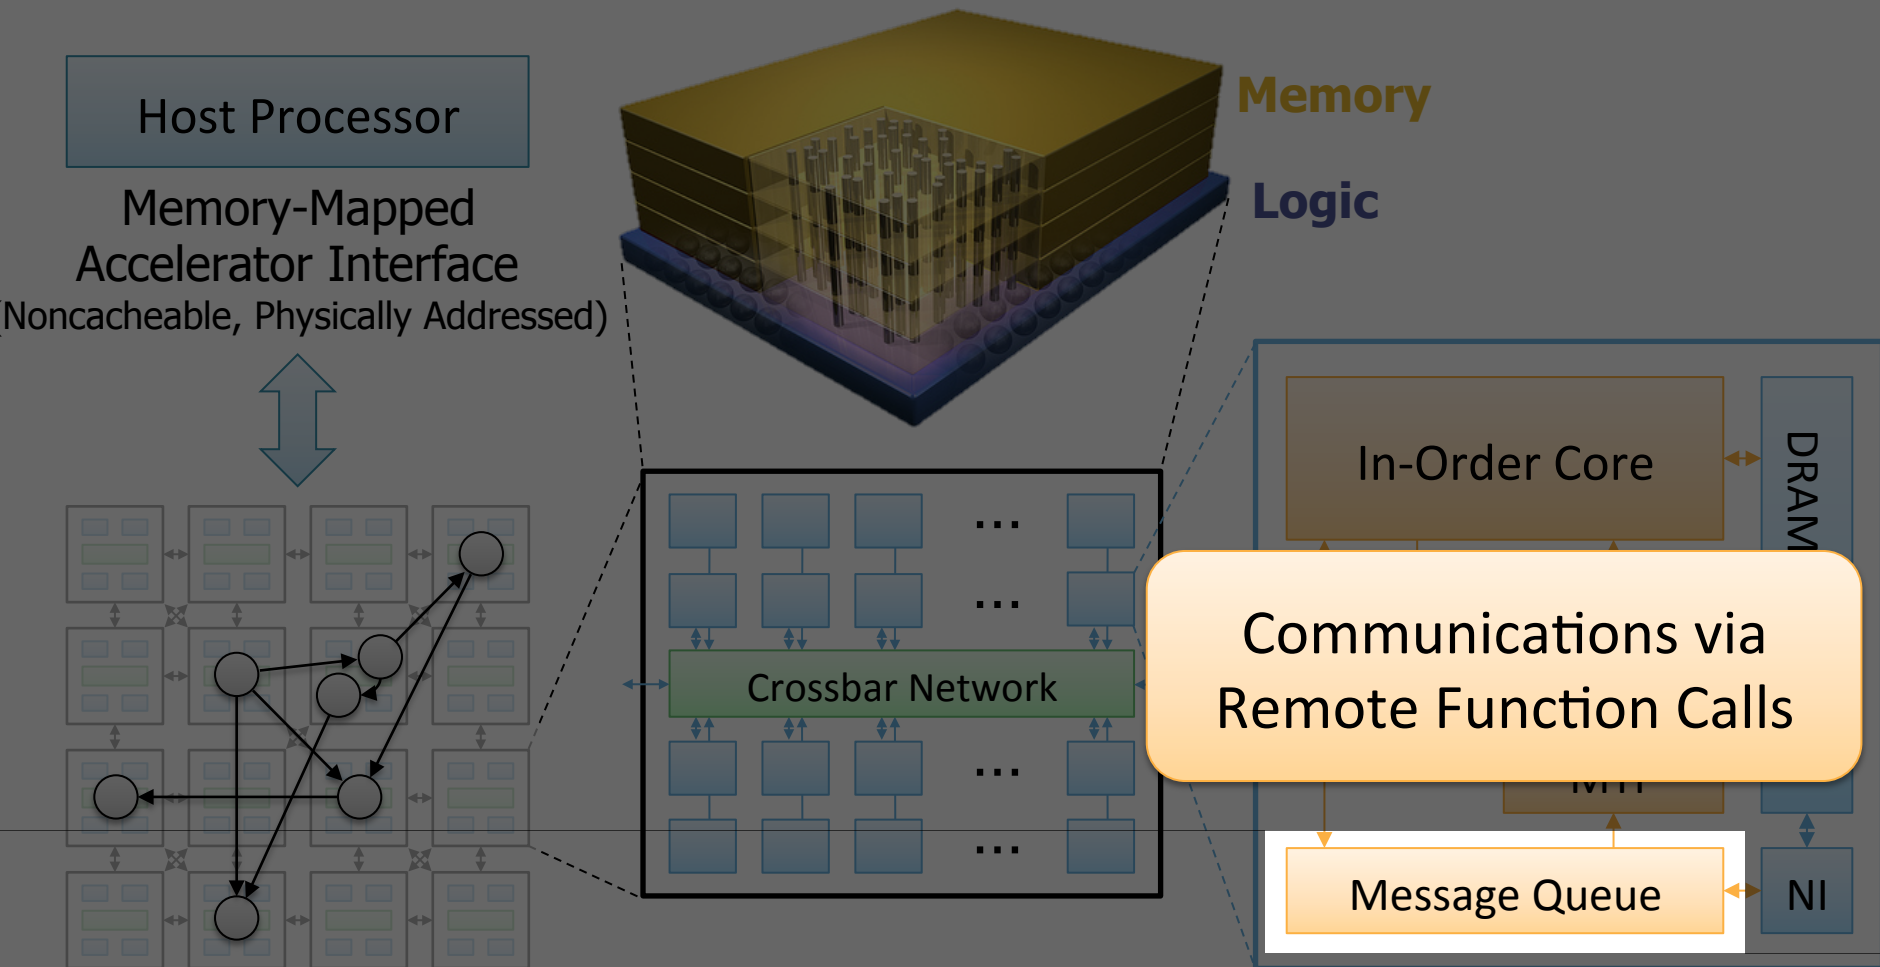 Host Processor
Memory-Mapped
Accelerator Interface
(Noncacheable, Physically Addressed)
Memory
Logic
...
...
Crossbar Network
...
...
In-Order Core
DRAM
Communications via
Remote Function Calls
Message Queue
NI